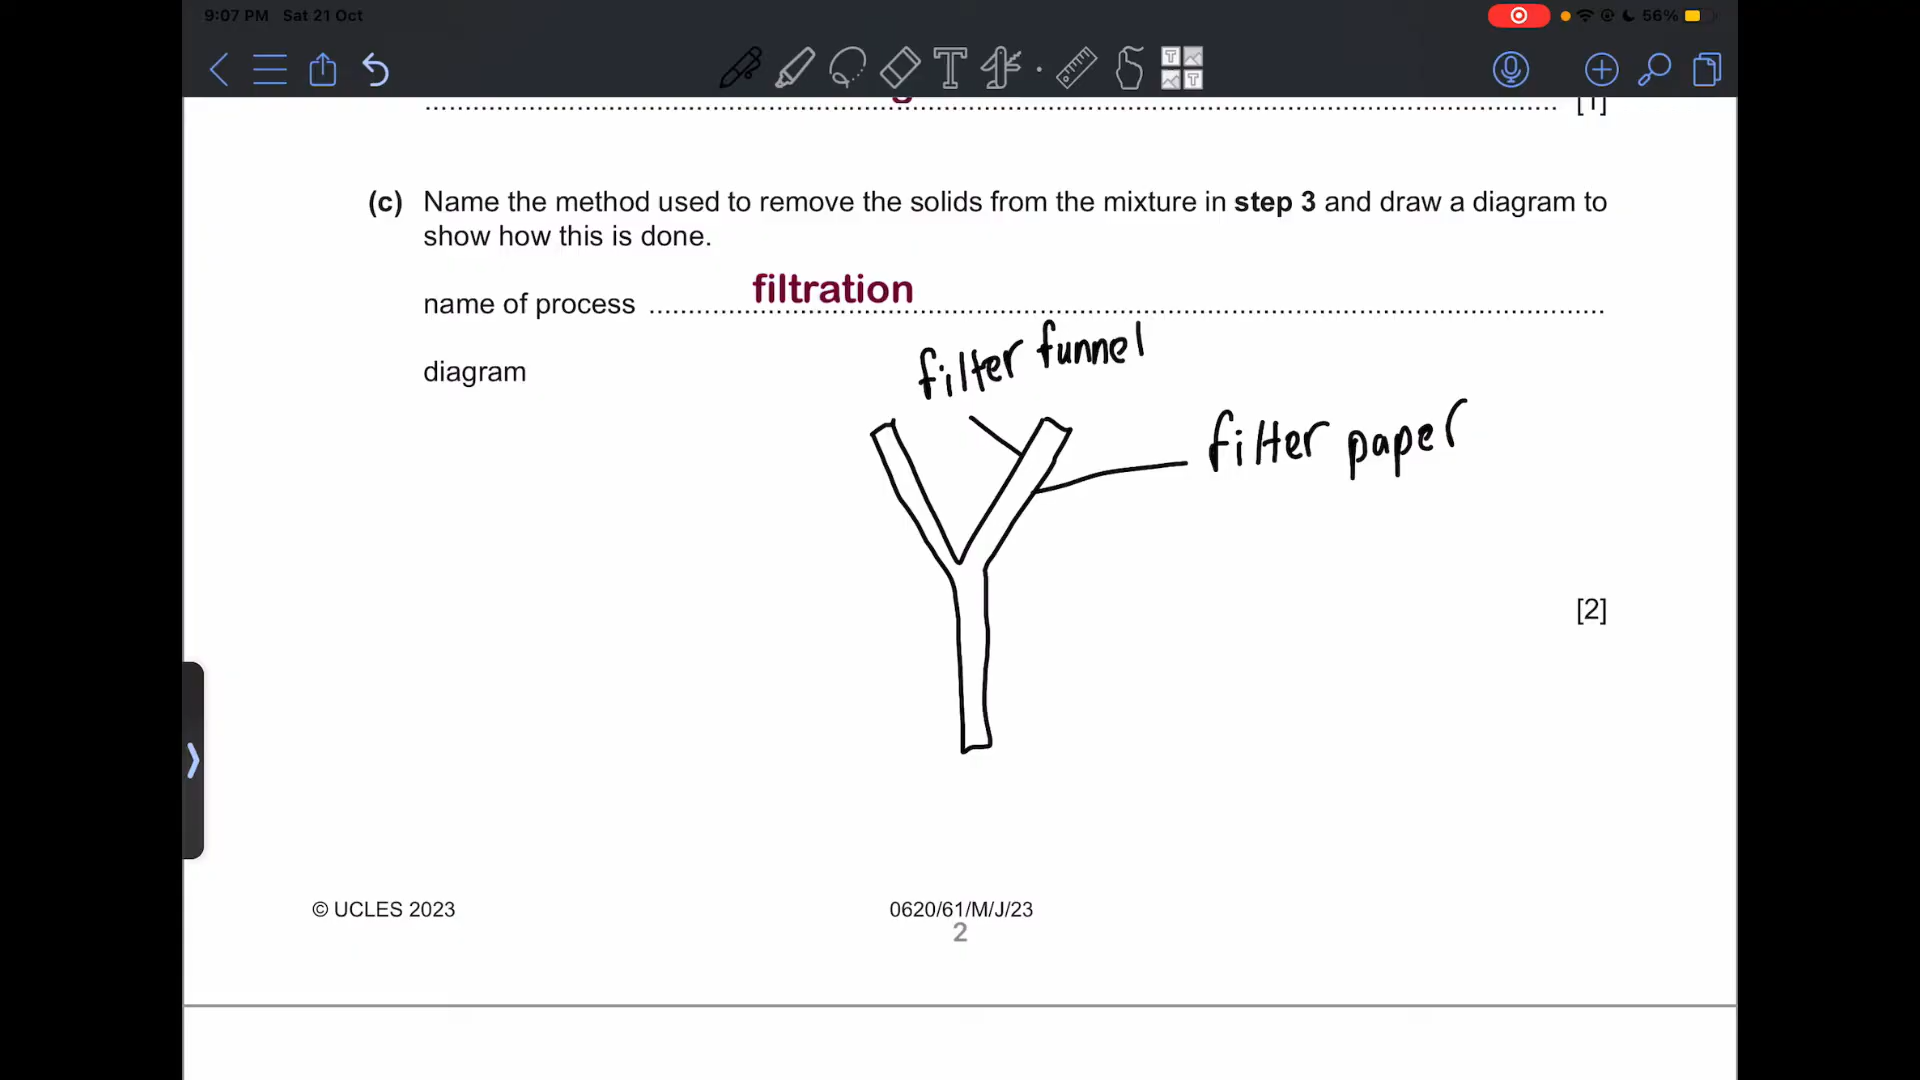 9:07 PM Sat 21 Oct
56%
[1]
(c) Name the method used to remove the solids from the mixture in step 3 and draw a diagram to
show how this is done.
name of process filtration
diagram
filter funnel
filter paper
[2]
© UCLES 2023
0620/61/M/J/23
2